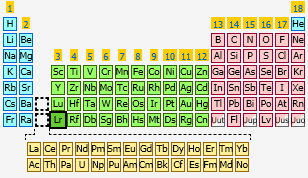 1 18
H 2 13 14 15 16 17 He
Li Be B C N O F Ne
Na Mg 3 4 5 6 7 8 9 10 11 12 Al Si P S Cl Ar
K Ca Sc Ti V Cr Mn Fe Co Ni Cu Zn Ga Ge As Se Br Kr
Rb Sr Y Zr Nb Mo Tc Ru Rh Pd Ag Cd In Sn Sb Te I Xe
Cs Ba Lu Hf Ta W Re Os Ir Pt Au Hg Tl Pb Bi Po At Rn
Fr Ra Lr Rf Db Sg Bh Hs Mt Ds Rg Cn Uut Fl Uup Lv Uus Uuo
La Ce Pr Nd Pm Sm Eu Gd Tb Dy Ho Er Tm Yb
Ac Th Pa U Np Pu Am Cm Bk Cf Es Fm Md No